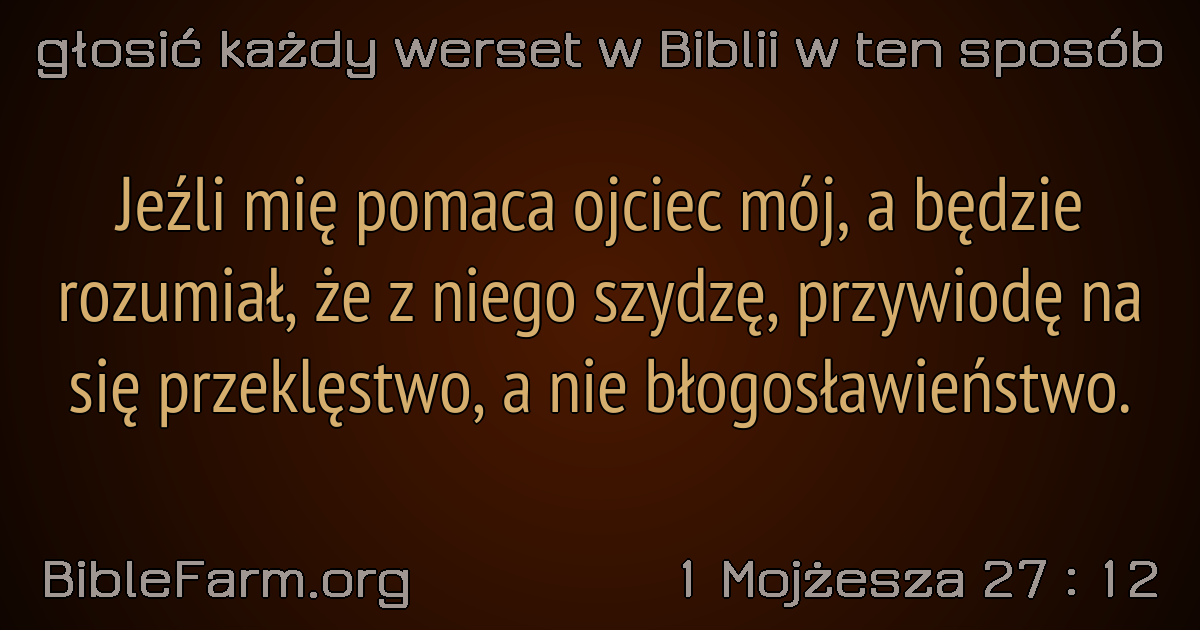 głosić każdy werset w Biblii w ten sposób
Jeźli mię pomaca ojciec mój, a będzie
rozumiał, że z niego szydzę, przywiodę na
się przeklęstwo, a nie błogosławieństwo.
BibleFarm.org
1 Mojżesza 27 : 12